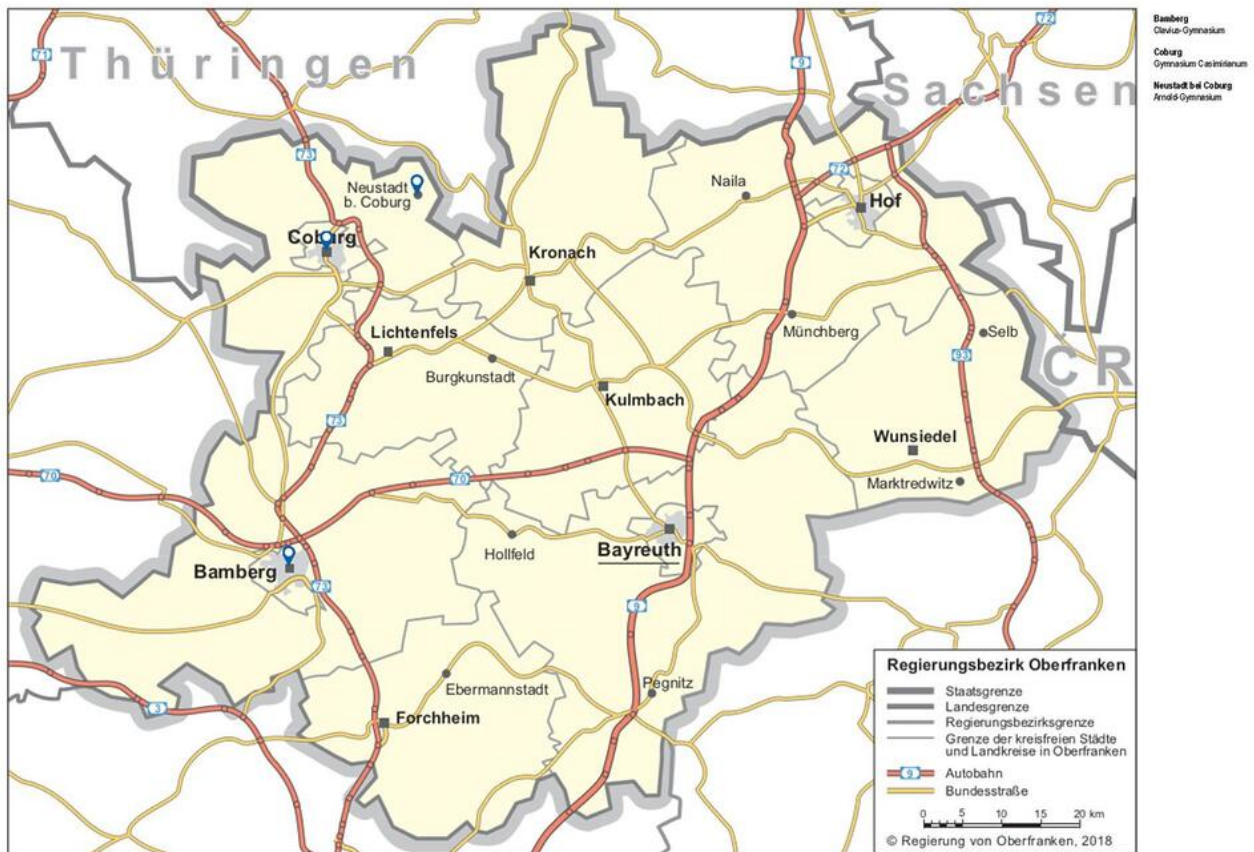 Bamberg
Clavius-Gymnasium
Coburg
Gymnasium Casimirianum
Neustadt bei Coburg
Arnold-Gymnasium
Thüringen
Sachsen
ČR
71
9
72
73
72
Neustadt
b. Coburg
Naila
Hof
Coburg
Kronach
Lichtenfels
Münchberg
Selb
Burgkunstadt
93
Kulmbach
73
Wunsiedel
70
70
Marktredwitz
Hollfeld
Bayreuth
Bamberg
73
9
Ebermannstadt
Pegnitz
3
Forchheim
Regierungsbezirk Oberfranken
Staatsgrenze
Landesgrenze
Regierungsbezirksgrenze
Grenze der kreisfreien Städte
und Landkreise in Oberfranken
9 Autobahn
Bundesstraße
0 5 10 15 20 km
© Regierung von Oberfranken, 2018